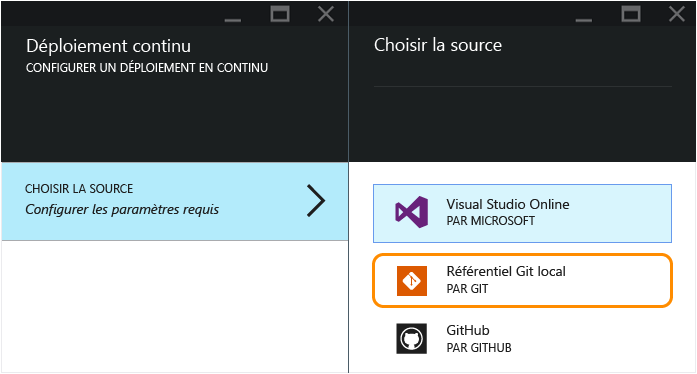 Déploiement continu
CONFIGURER UN DÉPLOIEMENT EN CONTINU
CHOISIR LA SOURCE
Configurer les paramètres requis
Choisir la source
Visual Studio Online
PAR MICROSOFT
Référentiel Git local
PAR GIT
GitHub
PAR GITHUB